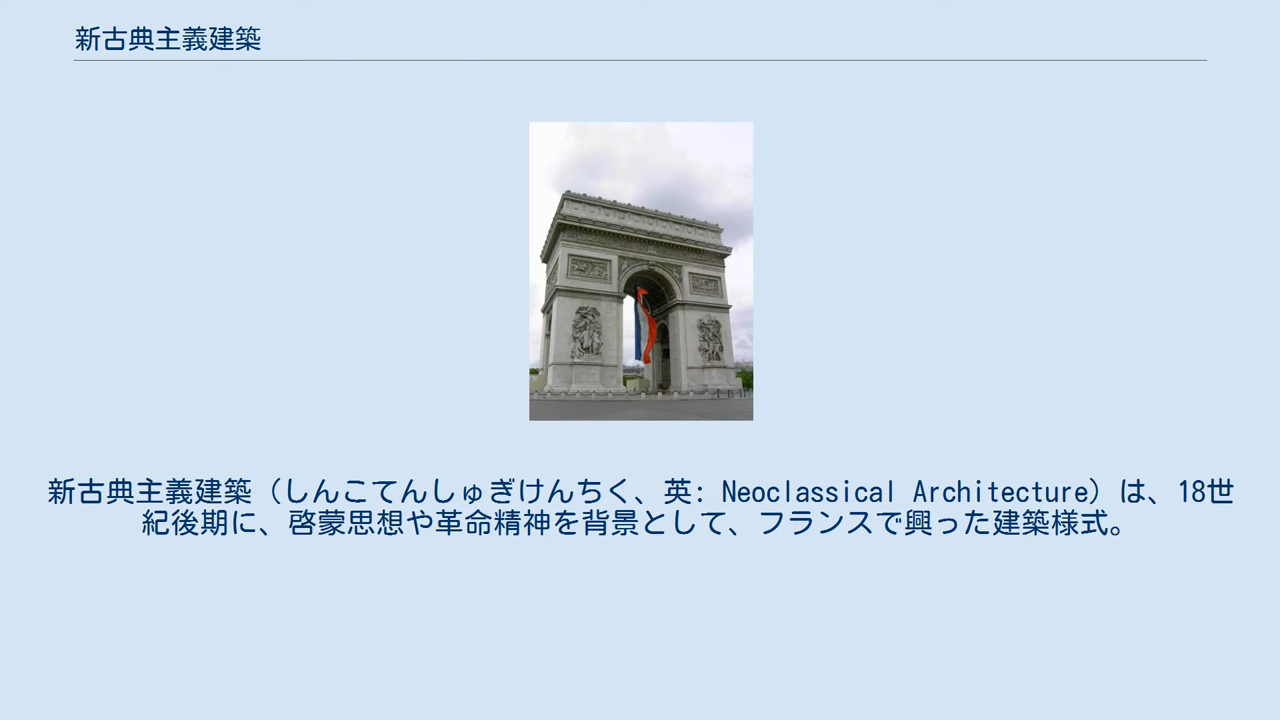 新古典主義建築
新古典主義建築（しんこてんしゅぎけんちく、英: Neoclassical Architecture）は、18世
紀後期に、啓蒙思想や革命精神を背景として、フランスで興った建築様式。